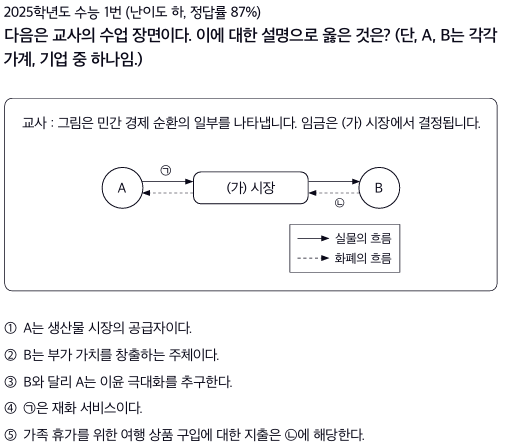 2025학년도 수능 1번 (난이도 하, 정답률 87%)
다음은 교사의 수업 장면이다. 이에 대한 설명으로 옳은 것은? (단, A, B는 각각
가계, 기업 중 하나임.)
교사 : 그림은 민간 경제 순환의 일부를 나타냅니다. 임금은 (가) 시장에서 결정됩니다.
㉠
A
(가) 시장
B
㉡
실물의 흐름
화폐의 흐름
① A는 생산물 시장의 공급자이다.
② B는 부가 가치를 창출하는 주체이다.
③ B와 달리 A는 이윤 극대화를 추구한다.
④ ㉠은 재화 서비스이다.
⑤ 가족 휴가를 위한 여행 상품 구입에 대한 지출은 ㉡에 해당한다.